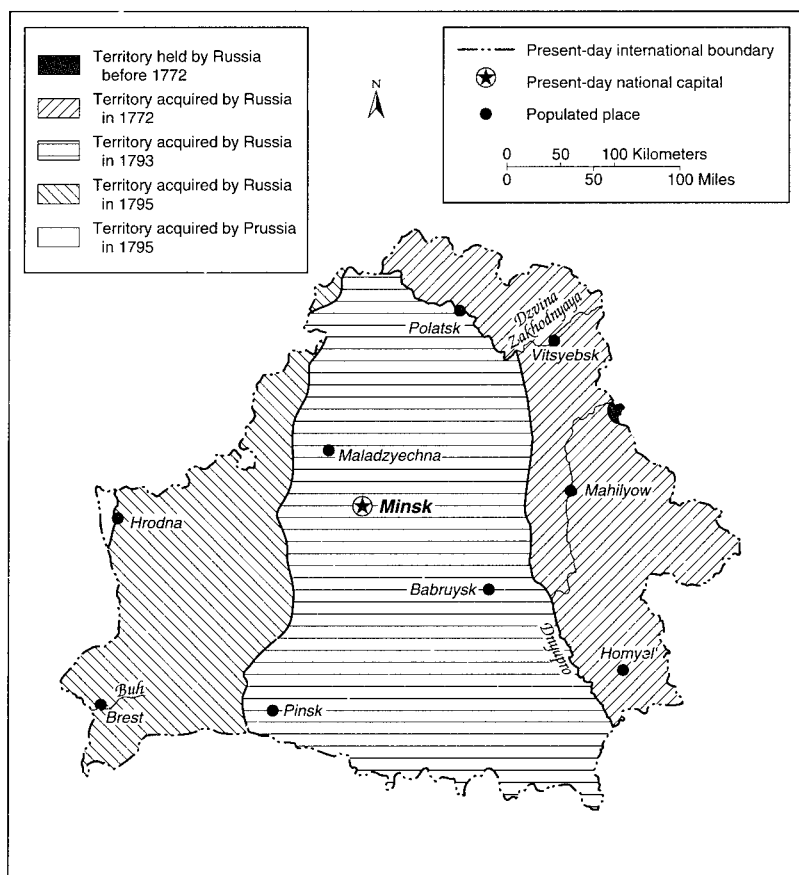 Territory held by Russia
before 1772
Territory acquired by Russia
in 1772
Territory acquired by Russia
in 1793
Territory acquired by Russia
in 1795
Territory acquired by Prussia
in 1795
N
Present-day international boundary
Present-day national capital
Populated place
0 50 100 Kilometers
0 50 100 Miles
Polatsk
Dzvina
Zakhodnyaya
Vitsyebsk
Maladzyechna
Mahilyow
Minsk
Hrodna
Babruysk
Dnyapro
Homyel'
Buh
Brest
Pinsk